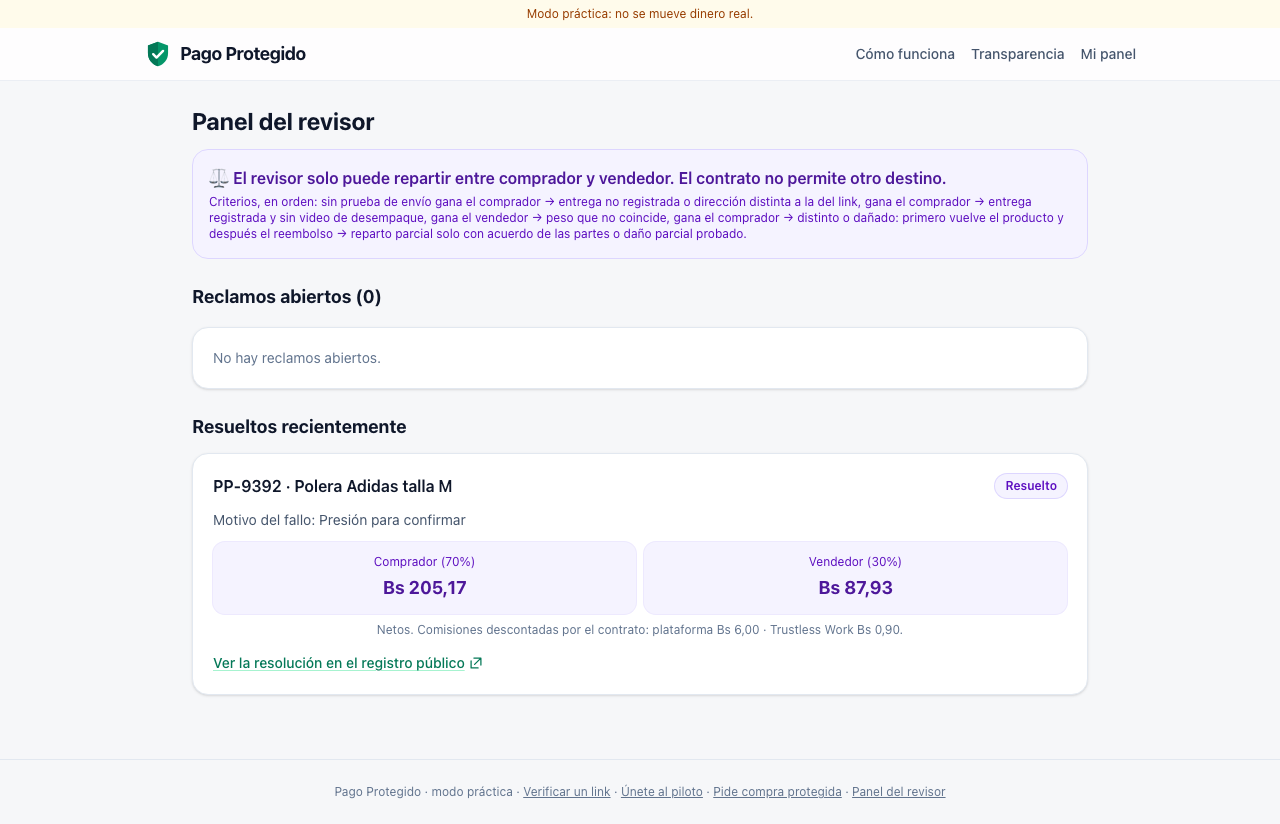 Modo práctica: no se mueve dinero real.
Pago Protegido
Cómo funciona Transparencia Mi panel
Panel del revisor
El revisor solo puede repartir entre comprador y vendedor. El contrato no permite otro destino.
Criterios, en orden: sin prueba de envío gana el comprador → entrega no registrada o dirección distinta a la del link, gana el comprador → entrega
registrada y sin video de desempaque, gana el vendedor → peso que no coincide, gana el comprador → distinto o dañado: primero vuelve el producto y
después el reembolso → reparto parcial solo con acuerdo de las partes o daño parcial probado.
Reclamos abiertos (0)
No hay reclamos abiertos.
Resueltos recientemente
PP-9392 · Polera Adidas talla M
Resuelto
Motivo del fallo: Presión para confirmar
Comprador (70%)
Bs 205,17
Vendedor (30%)
Bs 87,93
Netos. Comisiones descontadas por el contrato: plataforma Bs 6,00 · Trustless Work Bs 0,90.
Ver la resolución en el registro público
Pago Protegido · modo práctica · Verificar un link · Únete al piloto · Pide compra protegida · Panel del revisor